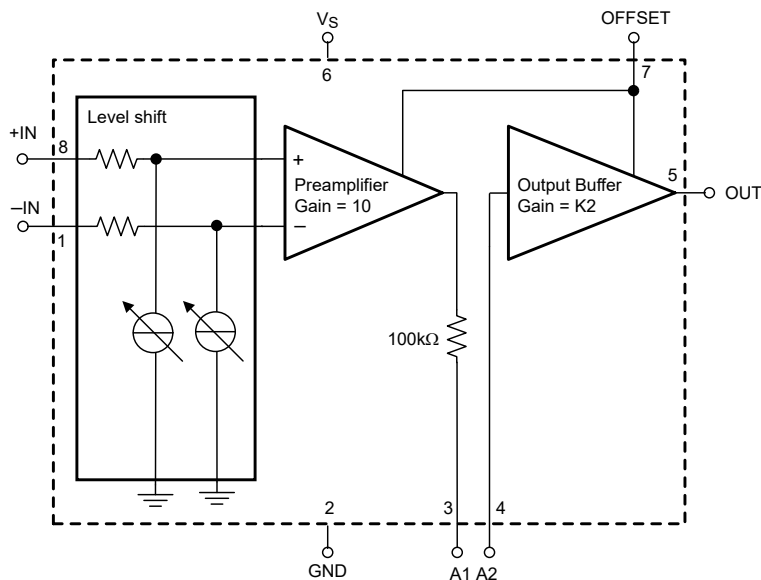 V_S
OFFSET
6
7
Level shift
+IN
8
–IN
1
+
–
Preamplifier
Gain = 10
Output Buffer
Gain = K2
5
OUT
100kΩ
2
3
4
GND
A1 A2